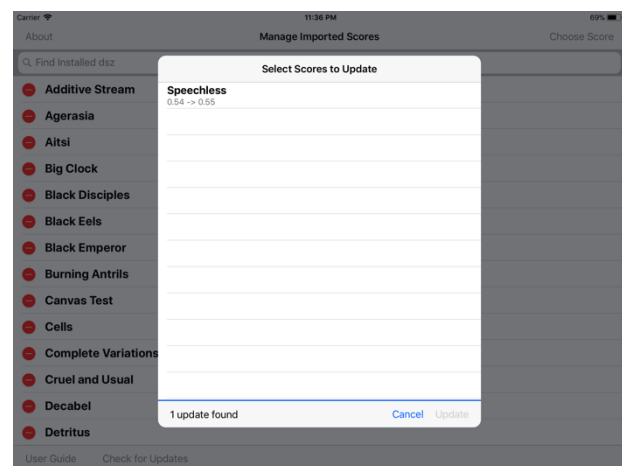 Carrier 11:36 PM 69%
About Manage Imported Scores Choose Score
Find Installed dsz
Select Scores to Update
Additive Stream
Speechless
0.54 -> 0.55
Agerasia
Aitsi
Big Clock
Black Disciples
Black Eels
Black Emperor
Burning Antrils
Canvas Test
Cells
Complete Variations
Cruel and Usual
Decabel
1 update found Cancel Update
Detritus
User Guide Check for Updates